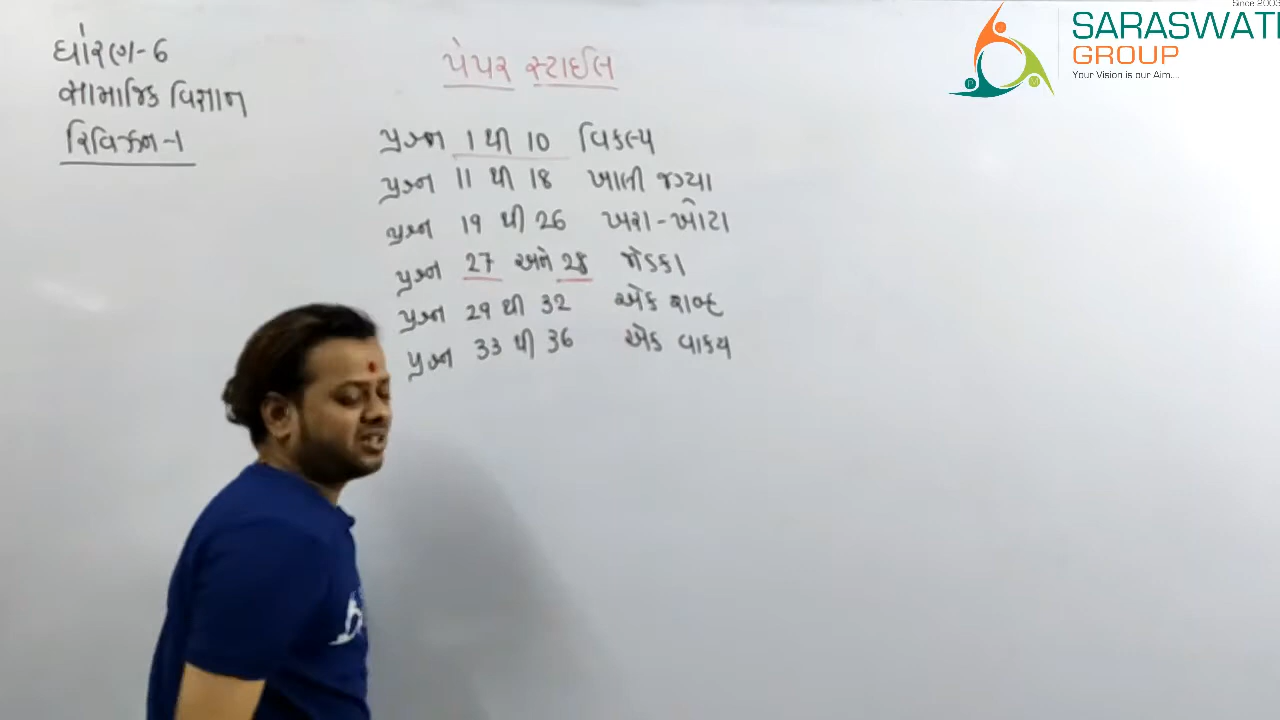 ધોરણ-6
સામાજિક વિજ્ઞાન
રિવિઝન-1
પેપર સ્ટાઈલ
પ્રશ્ન 1 થી 10 વિકલ્પ
પ્રશ્ન 11 થી 18 ખાલી જગ્યા
પ્રશ્ન 19 થી 26 ખરા-ખોટા
પ્રશ્ન 27 અને 28 જોડકા
પ્રશ્ન 29 થી 32 એક શબ્દ
પ્રશ્ન 33 થી 36 એક વાક્ય
Since 2003
SARASWATI
GROUP
Your Vision is our Aim....